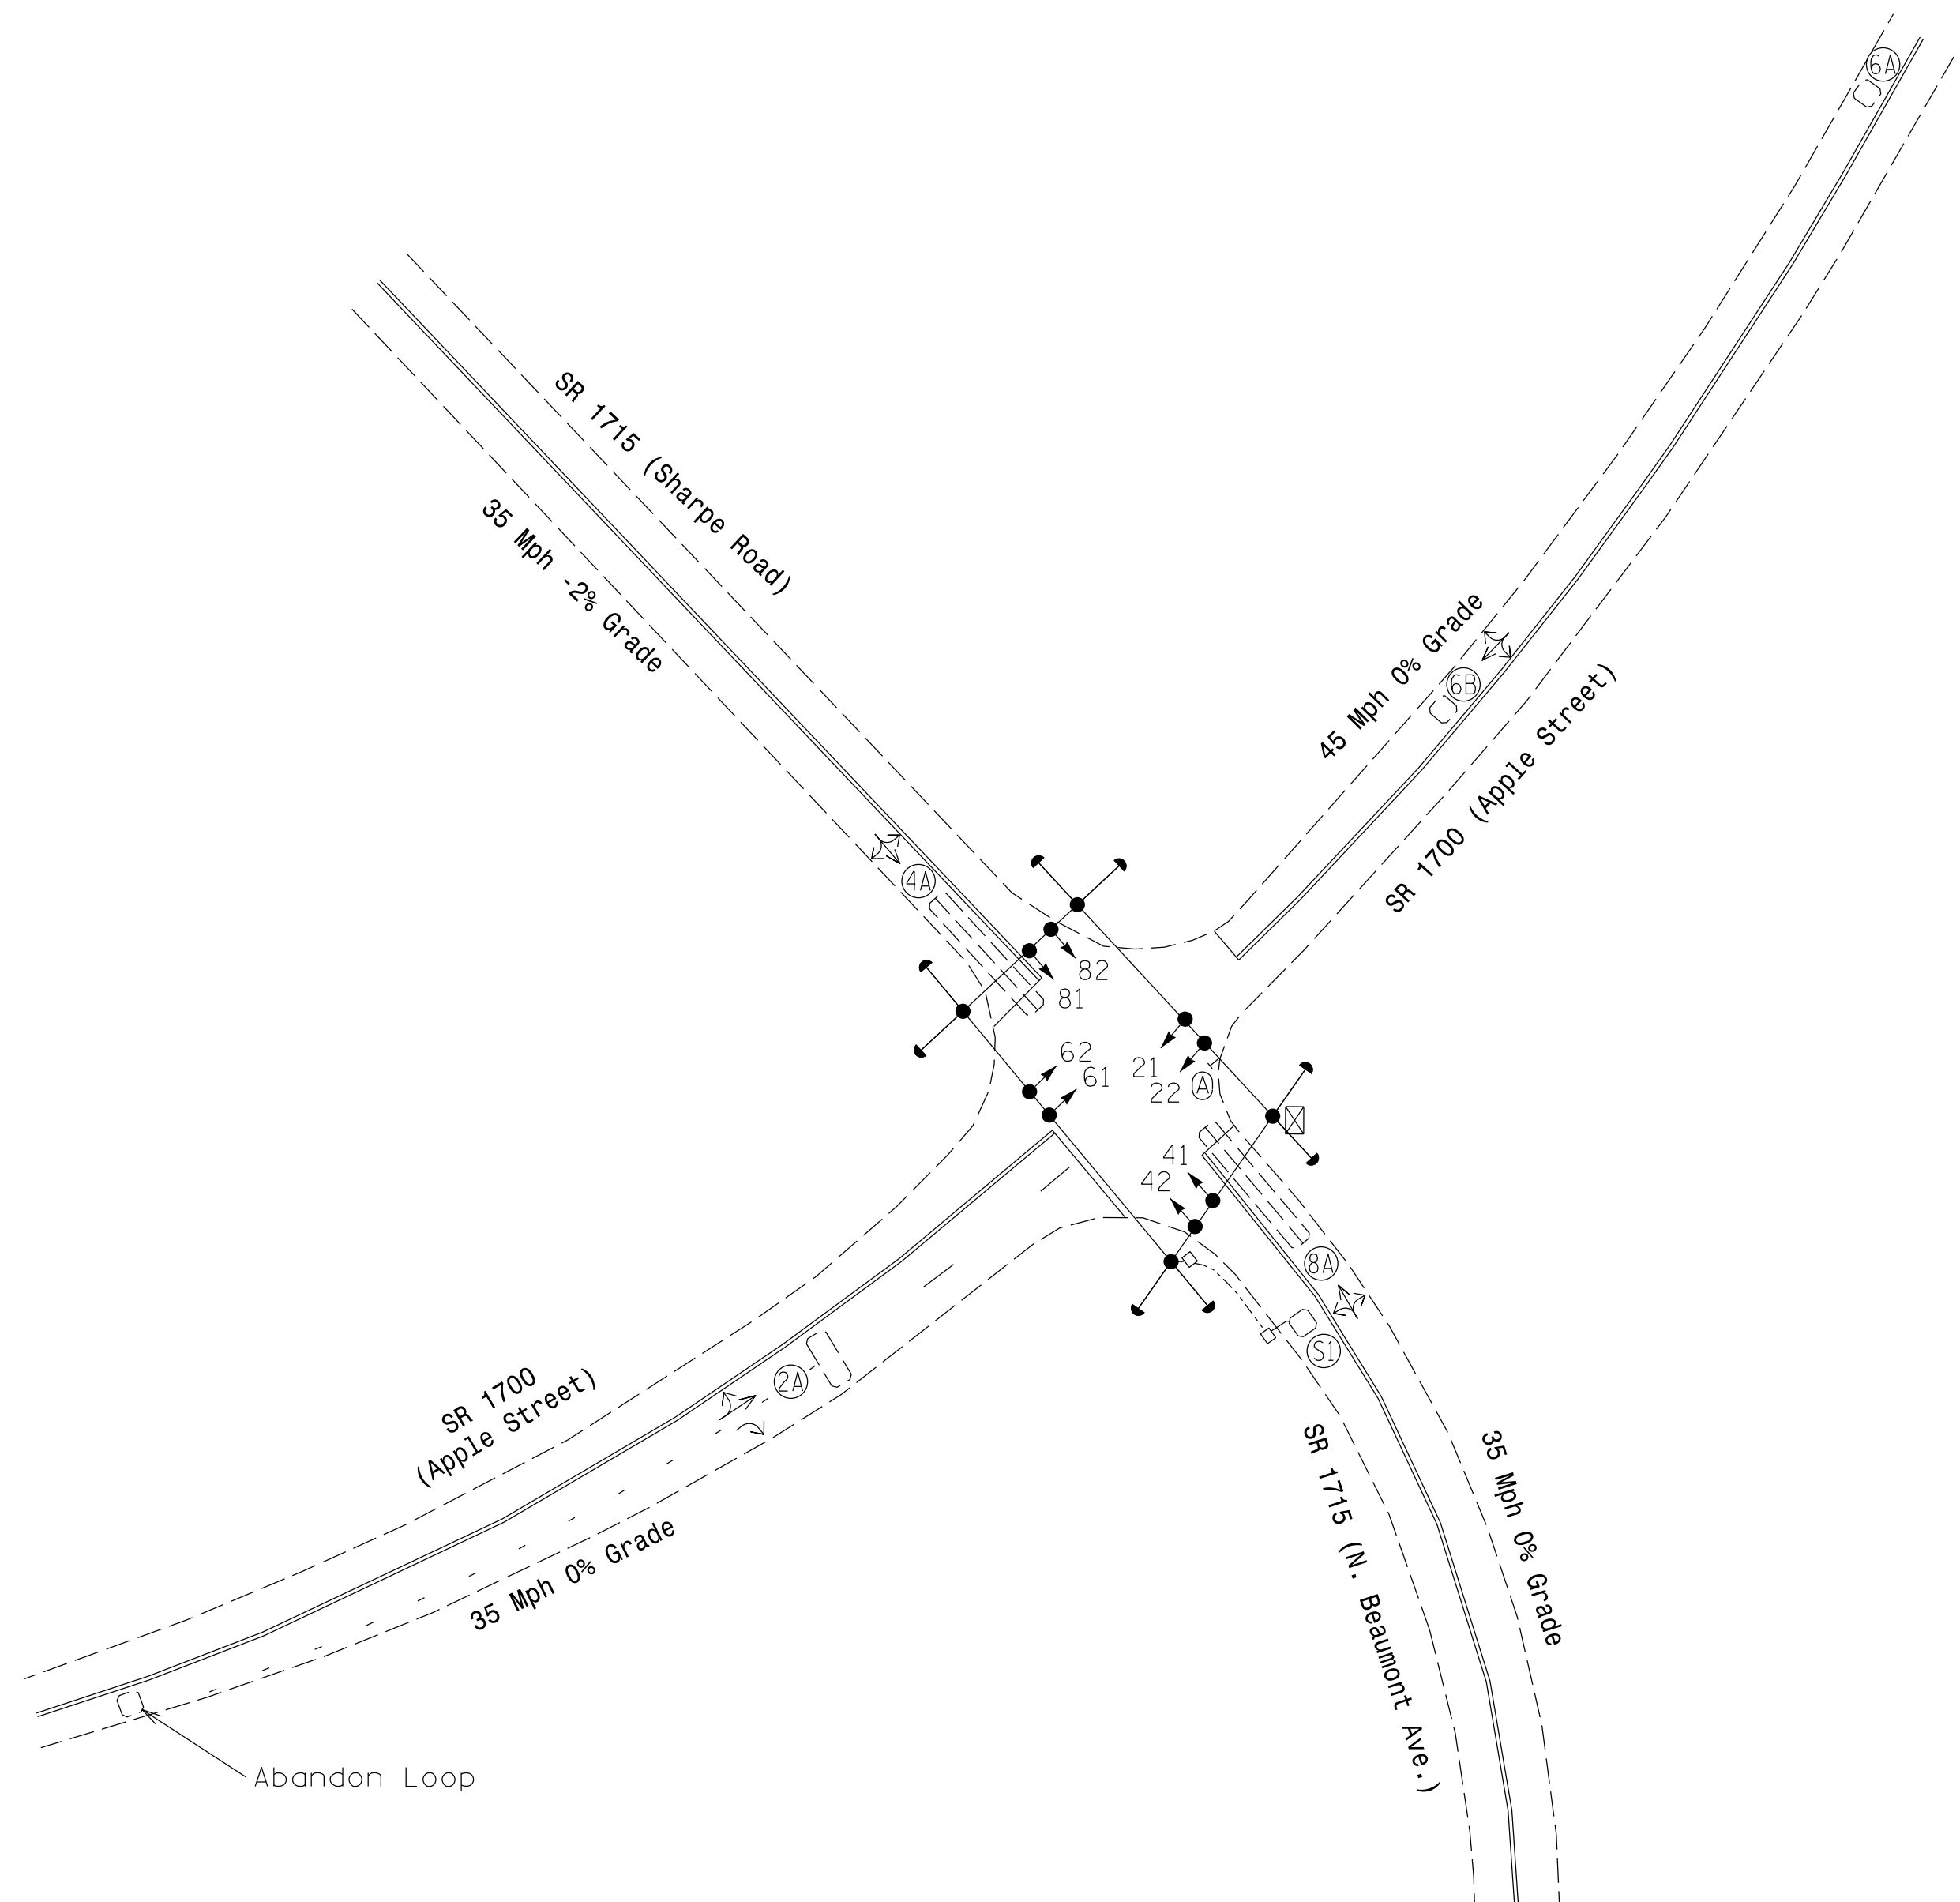 6A
SR 1715 (Sharpe Road)
35 Mph -2% Grade
45 Mph 0% Grade
6B
SR 1700 (Apple Street)
4A
82
81
62
61
21
22
A
41
42
8A
S1
2A
SR 1700
(Apple Street)
35 Mph 0% Grade
SR 1715 (N. Beaumont Ave.)
35 Mph 0% Grade
Abandon Loop